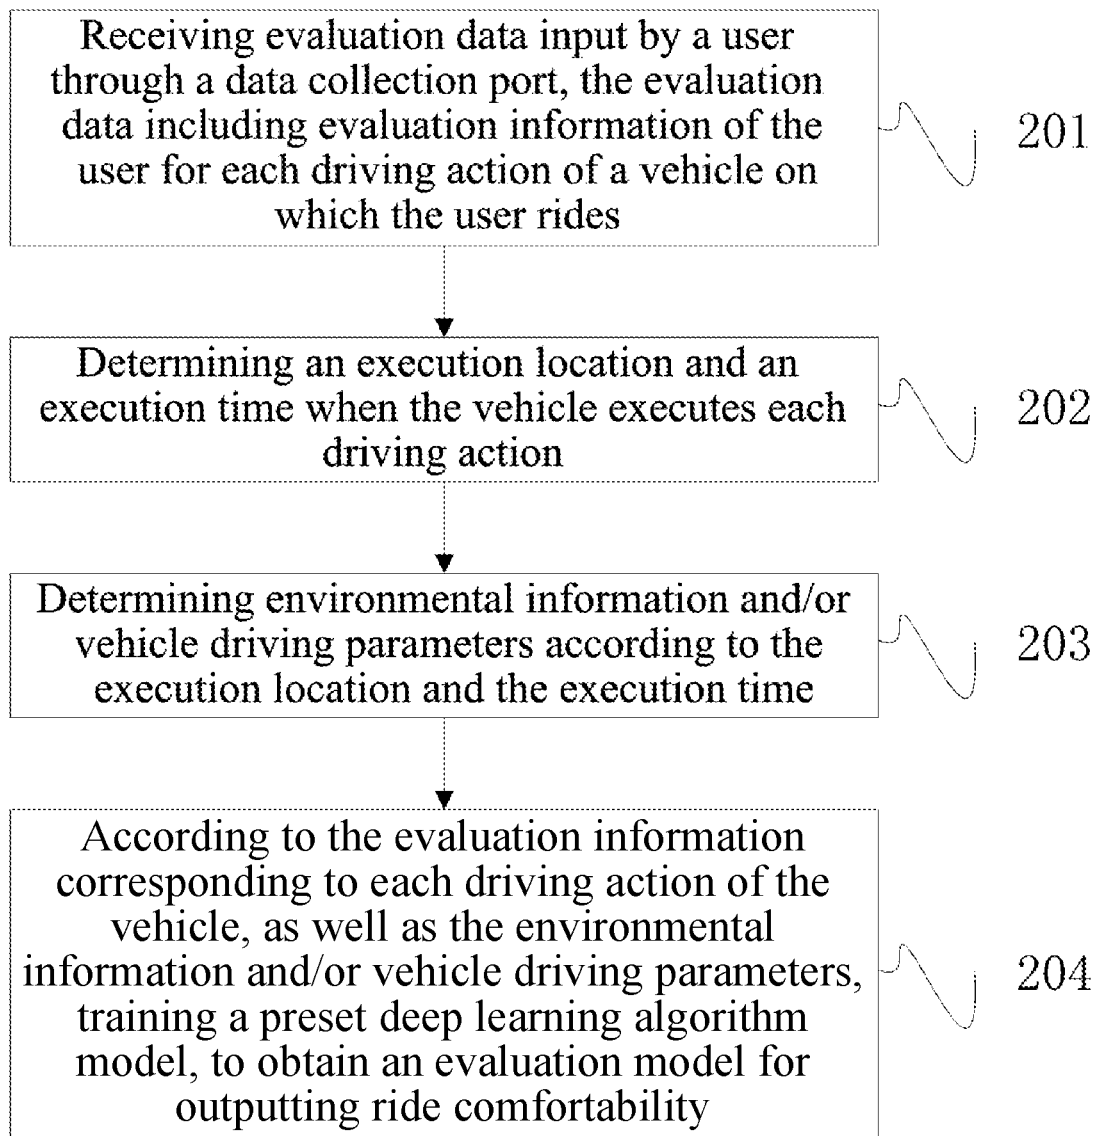 Receiving evaluation data input by a user
through a data collection port, the evaluation
data including evaluation information of the
user for each driving action of a vehicle on
which the user rides
201
Determining an execution location and an
execution time when the vehicle executes each
driving action
202
Determining environmental information and/or
vehicle driving parameters according to the
execution location and the execution time
203
According to the evaluation information
corresponding to each driving action of the
vehicle, as well as the environmental
information and/or vehicle driving parameters,
training a preset deep learning algorithm
model, to obtain an evaluation model for
outputting ride comfortability
204